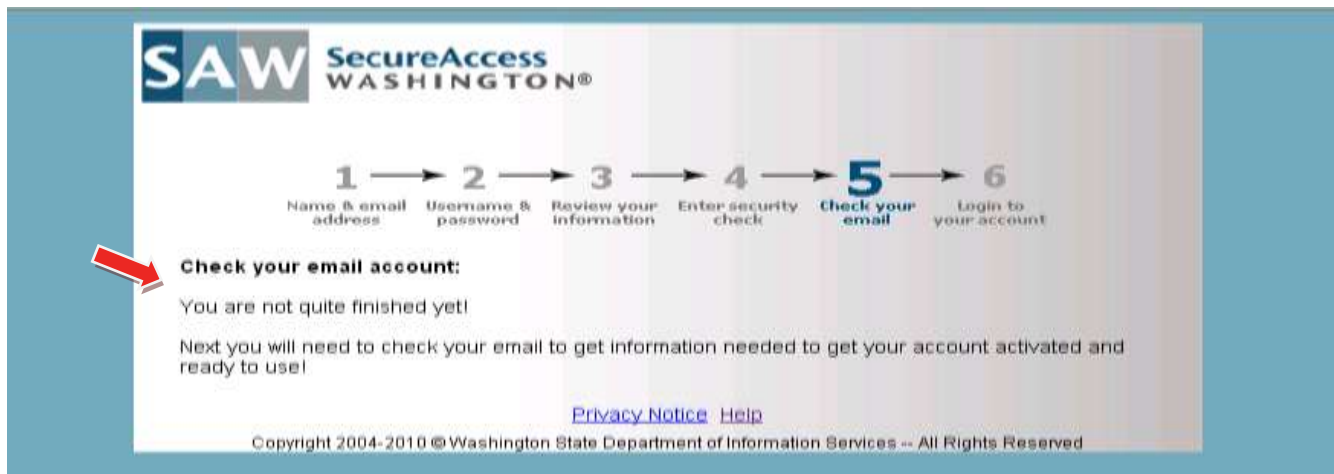 SAW SecureAccess
WASHINGTON®
1 2 3 4 5 6
Name & email address
Username & password
Review your information
Enter security check
Check your email
Login to your account
Check your email account:
You are not quite finished yet!
Next you will need to check your email to get information needed to get your account activated and
ready to use!
Privacy Notice Help
Copyright 2004-2010 © Washington State Department of Information Services -- All Rights Reserved